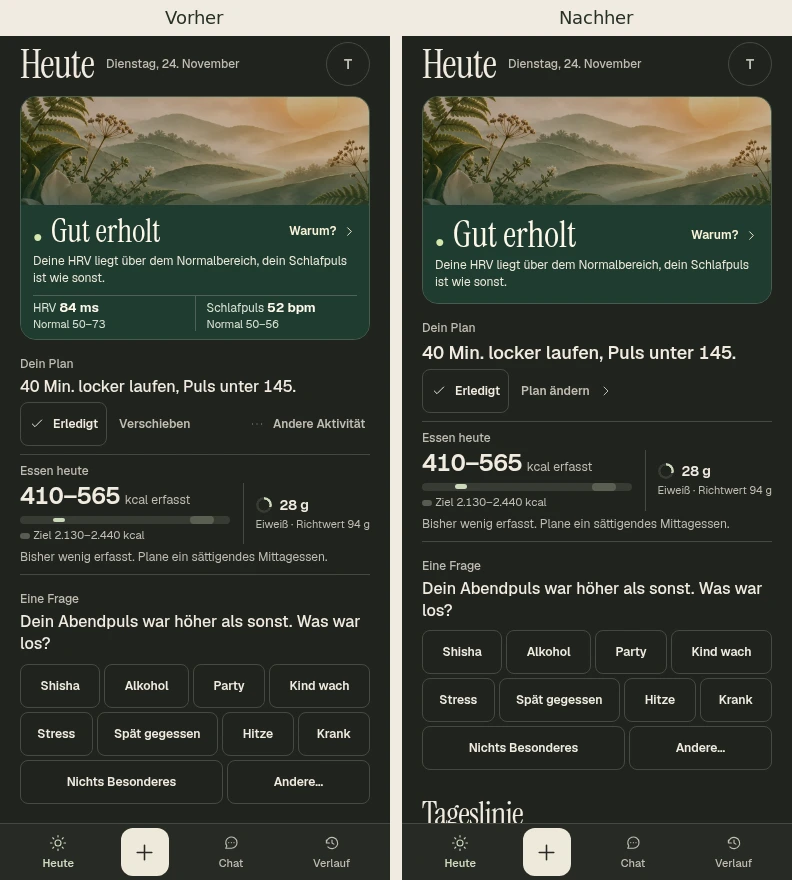 Vorher
Heute Dienstag, 24. November T
Gut erholt Warum?
Deine HRV liegt über dem Normalbereich, dein Schlafpuls
ist wie sonst.
HRV 84 ms Schlafpuls 52 bpm
Normal 50–73 Normal 50–56
Dein Plan
40 Min. locker laufen, Puls unter 145.
Erledigt Verschieben ··· Andere Aktivität
Essen heute
410–565 kcal erfasst 28 g
Eiweiß · Richtwert 94 g
Ziel 2.130–2.440 kcal
Bisher wenig erfasst. Plane ein sättigendes Mittagessen.
Eine Frage
Dein Abendpuls war höher als sonst. Was war
los?
Shisha Alkohol Party Kind wach
Stress Spät gegessen Hitze Krank
Nichts Besonderes Andere...
Heute + Chat Verlauf
Nachher
Heute Dienstag, 24. November T
Gut erholt Warum?
Deine HRV liegt über dem Normalbereich, dein Schlafpuls
ist wie sonst.
Dein Plan
40 Min. locker laufen, Puls unter 145.
Erledigt Plan ändern
Essen heute
410–565 kcal erfasst 28 g
Eiweiß · Richtwert 94 g
Ziel 2.130–2.440 kcal
Bisher wenig erfasst. Plane ein sättigendes Mittagessen.
Eine Frage
Dein Abendpuls war höher als sonst. Was war
los?
Shisha Alkohol Party Kind wach
Stress Spät gegessen Hitze Krank
Nichts Besonderes Andere...
Tageslinie
Heute + Chat Verlauf